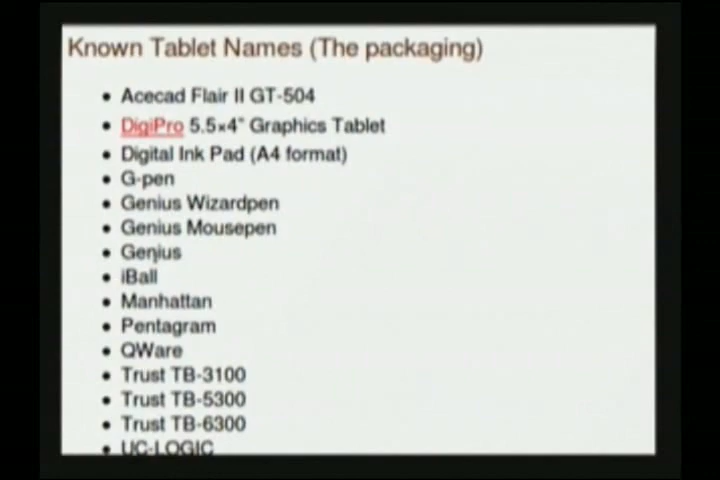 Known Tablet Names (The packaging)
• Acecad Flair II GT-504
• DigiPro 5.5×4" Graphics Tablet
• Digital Ink Pad (A4 format)
• G-pen
• Genius Wizardpen
• Genius Mousepen
• Genius
• iBall
• Manhattan
• Pentagram
• QWare
• Trust TB-3100
• Trust TB-5300
• Trust TB-6300
• UC-LOGIC